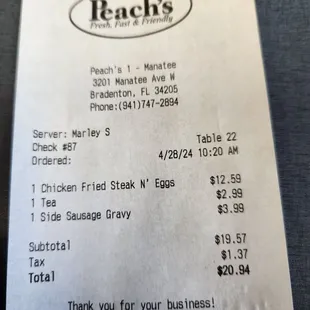 Peach's
Fresh, Fast & Friendly
Peach's 1 - Manatee
3201 Manatee Ave W
Bradenton, FL 34205
Phone:(941)747-2894
Server: Marley S
Table 22
Check #87
Ordered: 4/28/24 10:20 AM
1 Chicken Fried Steak N' Eggs $12.59
1 Tea $2.99
1 Side Sausage Gravy $3.99
Subtotal $19.57
Tax $1.37
Total $20.94
Thank you for your business!